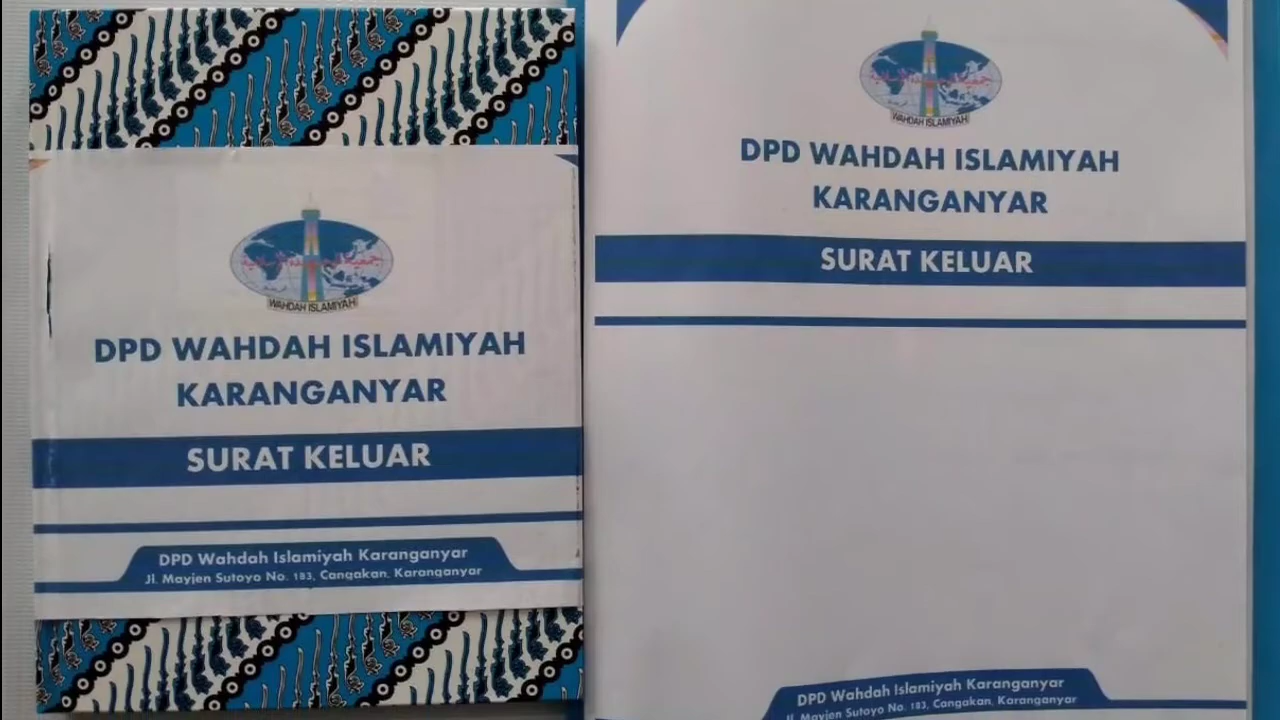 WAHDAH ISLAMIYAH
DPD WAHDAH ISLAMIYAH
KARANGANYAR
SURAT KELUAR
DPD Wahdah Islamiyah Karanganyar
Jl. Mayjen Sutoyo No. 183, Cangakan, Karanganyar
WAHDAH ISLAMIYAH
DPD WAHDAH ISLAMIYAH
KARANGANYAR
SURAT KELUAR
DPD Wahdah Islamiyah Karanganyar
Jl. Mayjen Sutoyo No. 183, Cangakan, Karanganyar